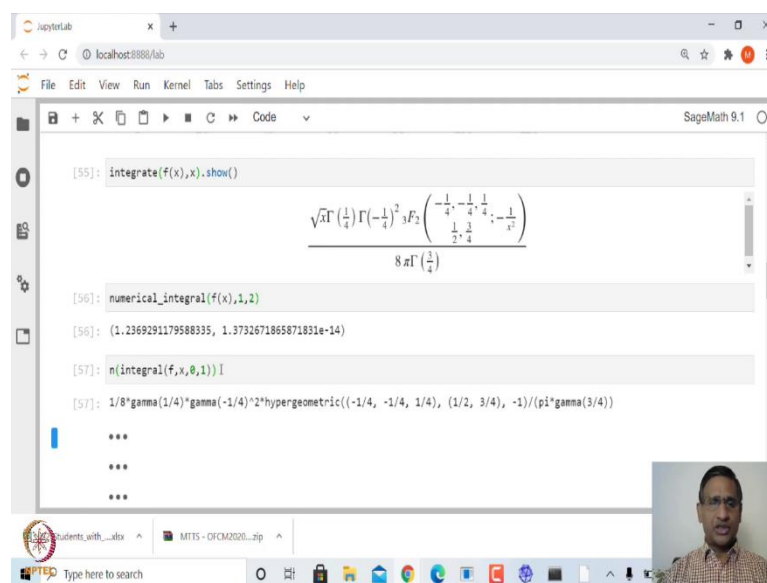 JupyterLab
localhost:8888/lab
M
File Edit View Run Kernel Tabs Settings Help
Code
SageMath 9.1
[55]: integrate(f(x),x).show()
√xΓ(1/4)Γ(-1/4)² ₃F₂(-1/4, -1/4, 1/4; 1/2, 3/4; -1/x²)
8 πΓ(3/4)
[56]: numerical_integral(f(x),1,2)
[56]: (1.2369291179588335, 1.3732671865871831e-14)
[57]: n(integral(f,x,0,1))
[57]: 1/8*gamma(1/4)*gamma(-1/4)^2*hypergeometric((-1/4, -1/4, 1/4), (1/2, 3/4), -1)/(pi*gamma(3/4))
•••
•••
•••
MTTS - OFCM2020...zip
Type here to search